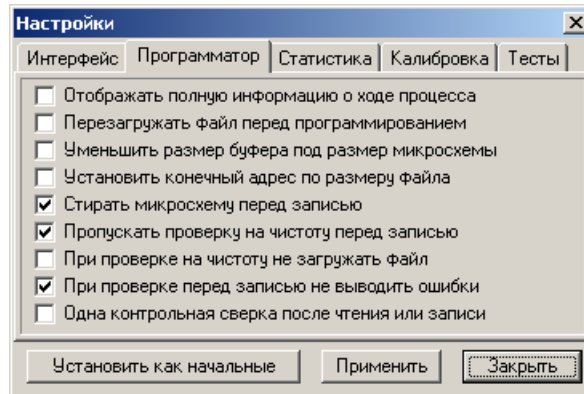 Настройки
Интерфейс Программатор Статистика Калибровка Тесты
Отображать полную информацию о ходе процесса
Перезагружать файл перед программированием
Уменьшить размер буфера под размер микросхемы
Установить конечный адрес по размеру файла
Стирать микросхему перед записью
Пропускать проверку на чистоту перед записью
При проверке на чистоту не загружать файл
При проверке перед записью не выводить ошибки
Одна контрольная сверка после чтения или записи
Установить как начальные Применить Закрыть